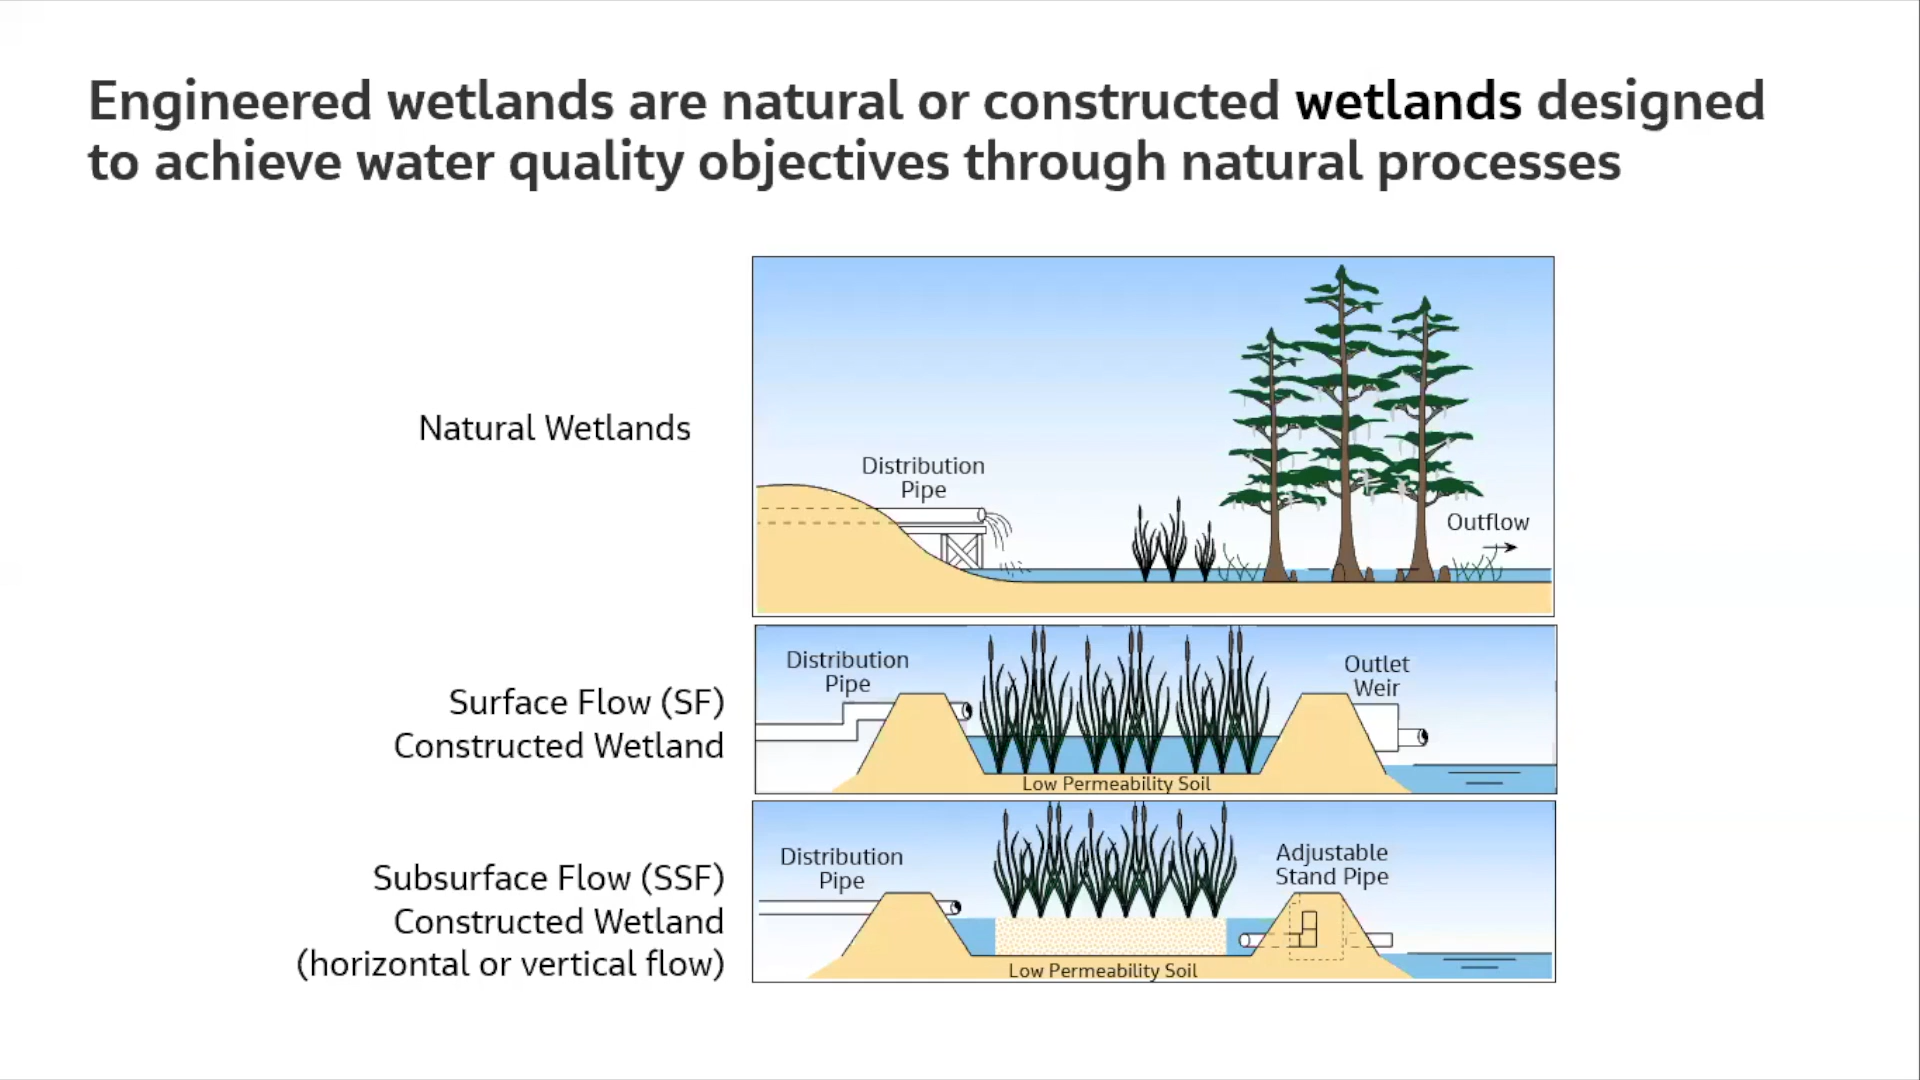 Engineered wetlands are natural or constructed wetlands designed
to achieve water quality objectives through natural processes
Natural Wetlands
Distribution
Pipe
Outflow
Surface Flow (SF)
Constructed Wetland
Distribution
Pipe
Outlet
Weir
Low Permeability Soil
Subsurface Flow (SSF)
Constructed Wetland
(horizontal or vertical flow)
Distribution
Pipe
Adjustable
Stand Pipe
Low Permeability Soil